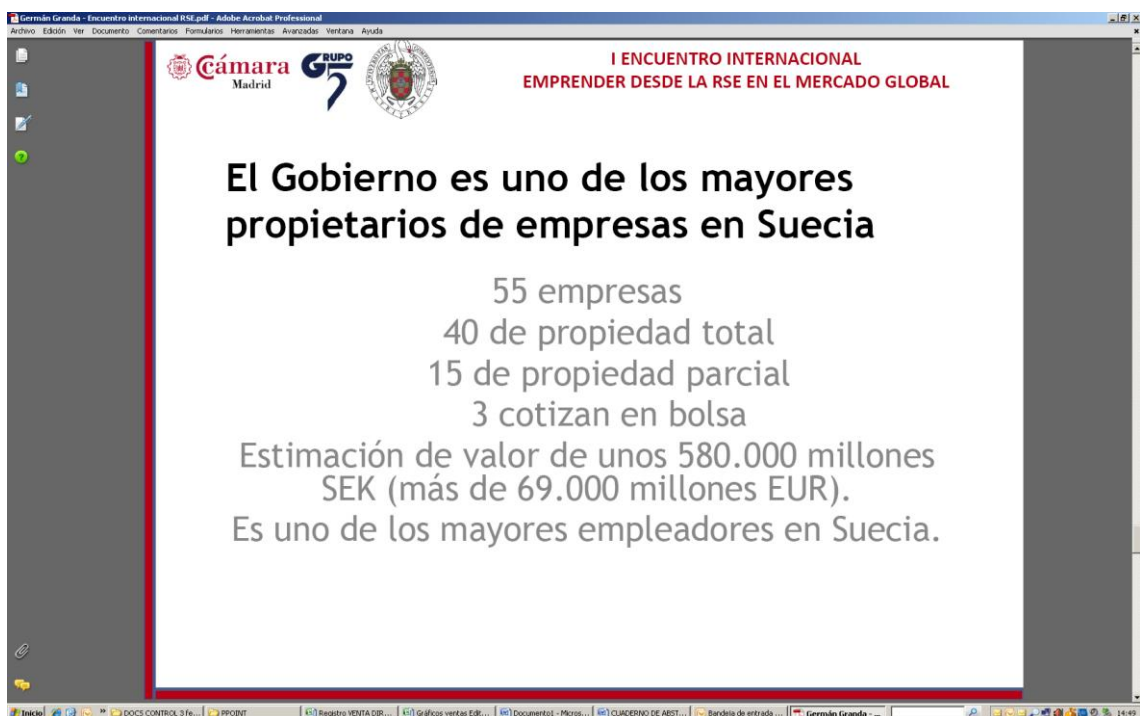 Germán Granda - Encuentro internacional RSE.pdf - Adobe Acrobat Professional
Archivo Edición Ver Documento Comentarios Formularios Herramientas Avanzadas Ventana Ayuda
Cámara
Madrid
GRUPO
5
I ENCUENTRO INTERNACIONAL
EMPRENDER DESDE LA RSE EN EL MERCADO GLOBAL
El Gobierno es uno de los mayores
propietarios de empresas en Suecia
55 empresas
40 de propiedad total
15 de propiedad parcial
3 cotizan en bolsa
Estimación de valor de unos 580.000 millones
SEK (más de 69.000 millones EUR).
Es uno de los mayores empleadores en Suecia.
Inicio » DOCS CONTROL 3 fe... PPOINT Registro VENTA DIR... Gráficos ventas Edit... Documento1 - Micros... CUADERNO DE ABST... Bandeja de entrada ... Germán Granda - ... 14:49